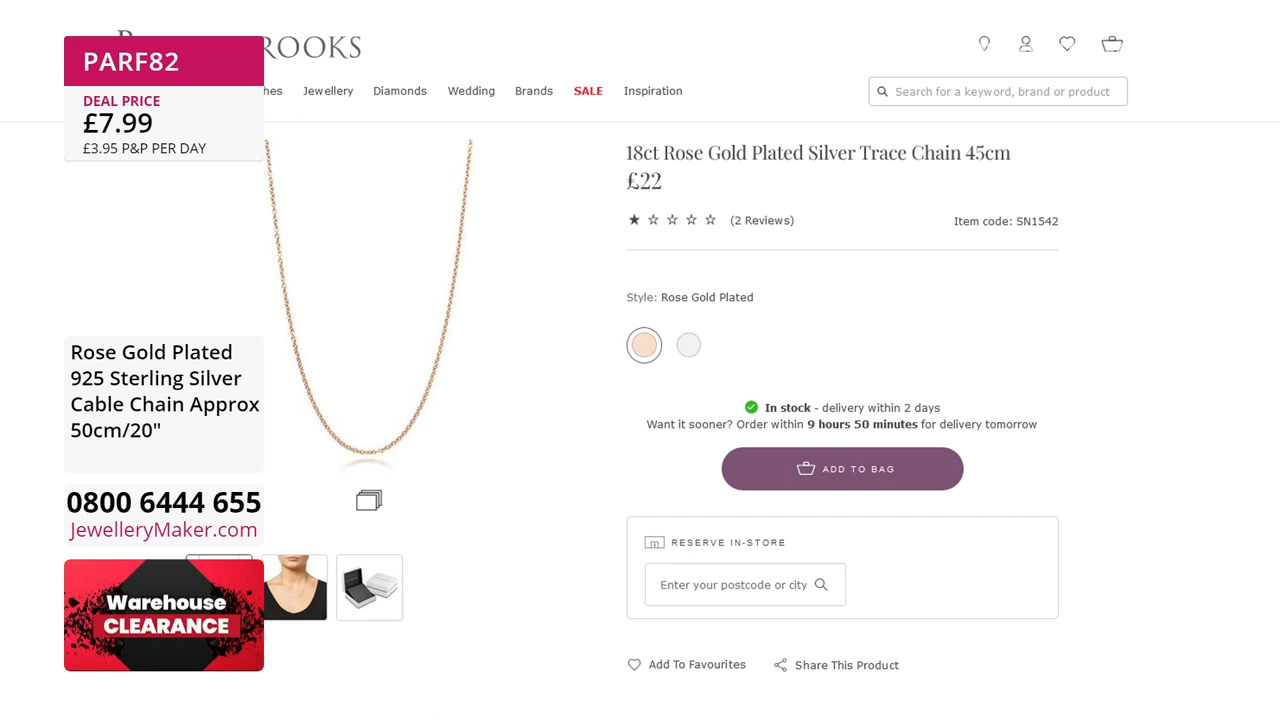 PARF82
DEAL PRICE
£7.99
£3.95 P&P PER DAY
Rose Gold Plated
925 Sterling Silver
Cable Chain Approx
50cm/20"
0800 6444 655
JewelleryMaker.com
Warehouse
CLEARANCE
Jewellery
Diamonds
Wedding
Brands
SALE
Inspiration
Search for a keyword, brand or product
18ct Rose Gold Plated Silver Trace Chain 45cm
£22
(2 Reviews)
Item code: SN1542
Style: Rose Gold Plated
In stock - delivery within 2 days
Want it sooner? Order within 9 hours 50 minutes for delivery tomorrow
ADD TO BAG
RESERVE IN-STORE
Enter your postcode or city
Add To Favourites
Share This Product